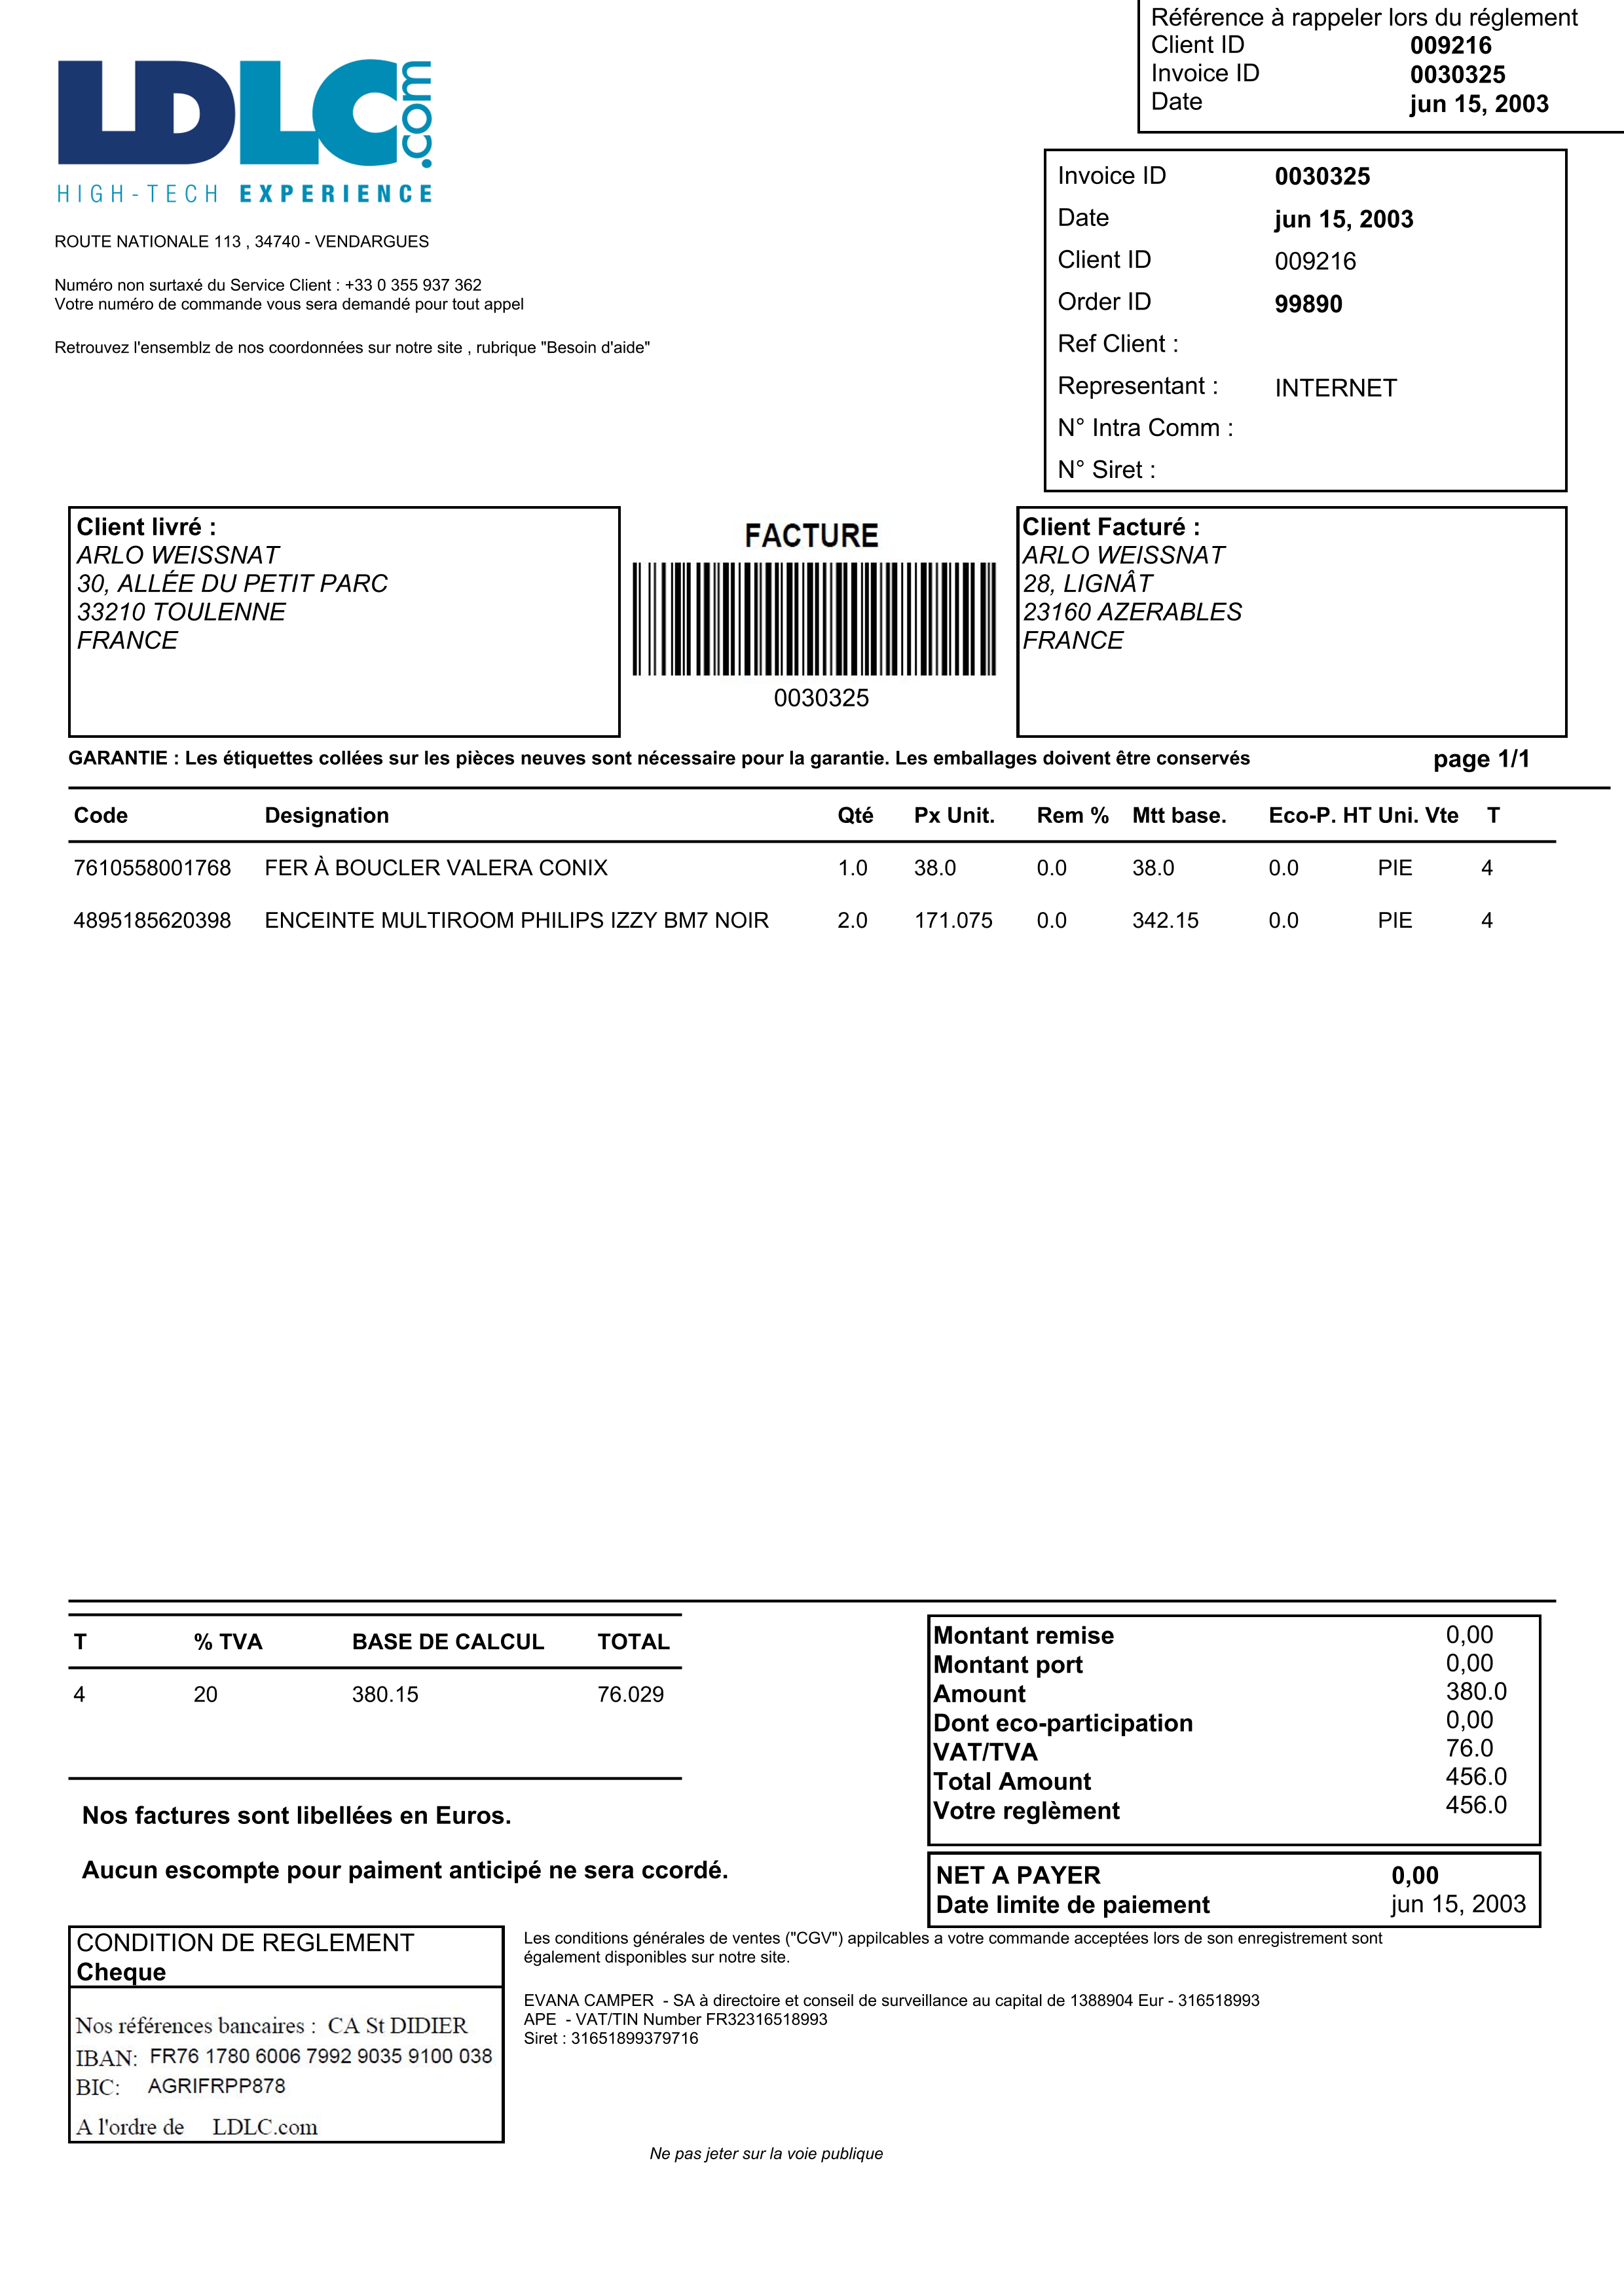 Référence à rappeler lors du réglement
Client ID 009216
Invoice ID 0030325
Date jun 15, 2003
LDLC.com
HIGH-TECH EXPERIENCE
ROUTE NATIONALE 113 , 34740 - VENDARGUES
Numéro non surtaxé du Service Client : +33 0 355 937 362
Votre numéro de commande vous sera demandé pour tout appel
Retrouvez l'ensemblz de nos coordonnées sur notre site , rubrique "Besoin d'aide"
Invoice ID 0030325
Date jun 15, 2003
Client ID 009216
Order ID 99890
Ref Client :
Representant : INTERNET
N° Intra Comm :
N° Siret :
Client livré :
ARLO WEISSNAT
30, ALLÉE DU PETIT PARC
33210 TOULENNE
FRANCE
FACTURE
0030325
Client Facturé :
ARLO WEISSNAT
28, LIGNÂT
23160 AZERABLES
FRANCE
GARANTIE : Les étiquettes collées sur les pièces neuves sont nécessaire pour la garantie. Les emballages doivent être conservés page 1/1
Code Designation Qté Px Unit. Rem % Mtt base. Eco-P. HT Uni. Vte T
7610558001768 FER À BOUCLER VALERA CONIX 1.0 38.0 0.0 38.0 0.0 PIE 4
4895185620398 ENCEINTE MULTIROOM PHILIPS IZZY BM7 NOIR 2.0 171.075 0.0 342.15 0.0 PIE 4
T % TVA BASE DE CALCUL TOTAL
4 20 380.15 76.029
Nos factures sont libellées en Euros.
Aucun escompte pour paiment anticipé ne sera ccordé.
Montant remise 0,00
Montant port 0,00
Amount 380.0
Dont eco-participation 0,00
VAT/TVA 76.0
Total Amount 456.0
Votre reglèment 456.0
NET A PAYER 0,00
Date limite de paiement jun 15, 2003
CONDITION DE REGLEMENT
Cheque
Nos références bancaires : CA St DIDIER
IBAN: FR76 1780 6006 7992 9035 9100 038
BIC: AGRIFRPP878
A l'ordre de LDLC.com
Les conditions générales de ventes ("CGV") appilcables a votre commande acceptées lors de son enregistrement sont
également disponibles sur notre site.
EVANA CAMPER - SA à directoire et conseil de surveillance au capital de 1388904 Eur - 316518993
APE - VAT/TIN Number FR32316518993
Siret : 31651899379716
Ne pas jeter sur la voie publique